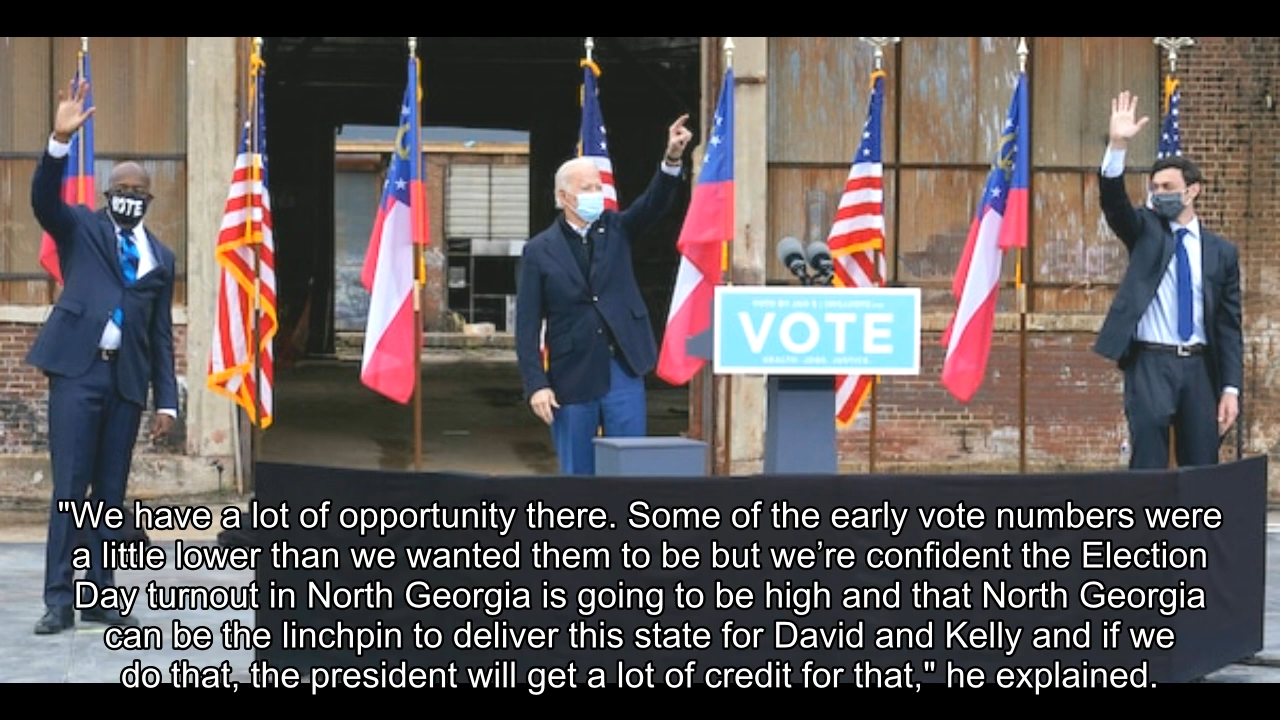 VOTE
VOTE
HEALTH. JOBS. JUSTICE.
"We have a lot of opportunity there. Some of the early vote numbers were
a little lower than we wanted them to be but we’re confident the Election
Day turnout in North Georgia is going to be high and that North Georgia
can be the linchpin to deliver this state for David and Kelly and if we
do that, the president will get a lot of credit for that," he explained.